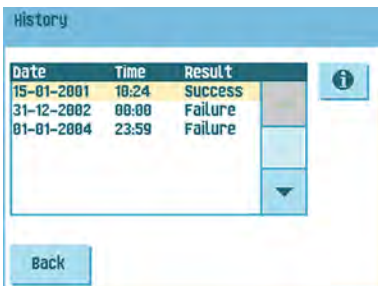 History
Date Time Result
15-01-2001 10:24 Success
31-12-2002 00:00 Failure
01-01-2004 23:59 Failure
Back